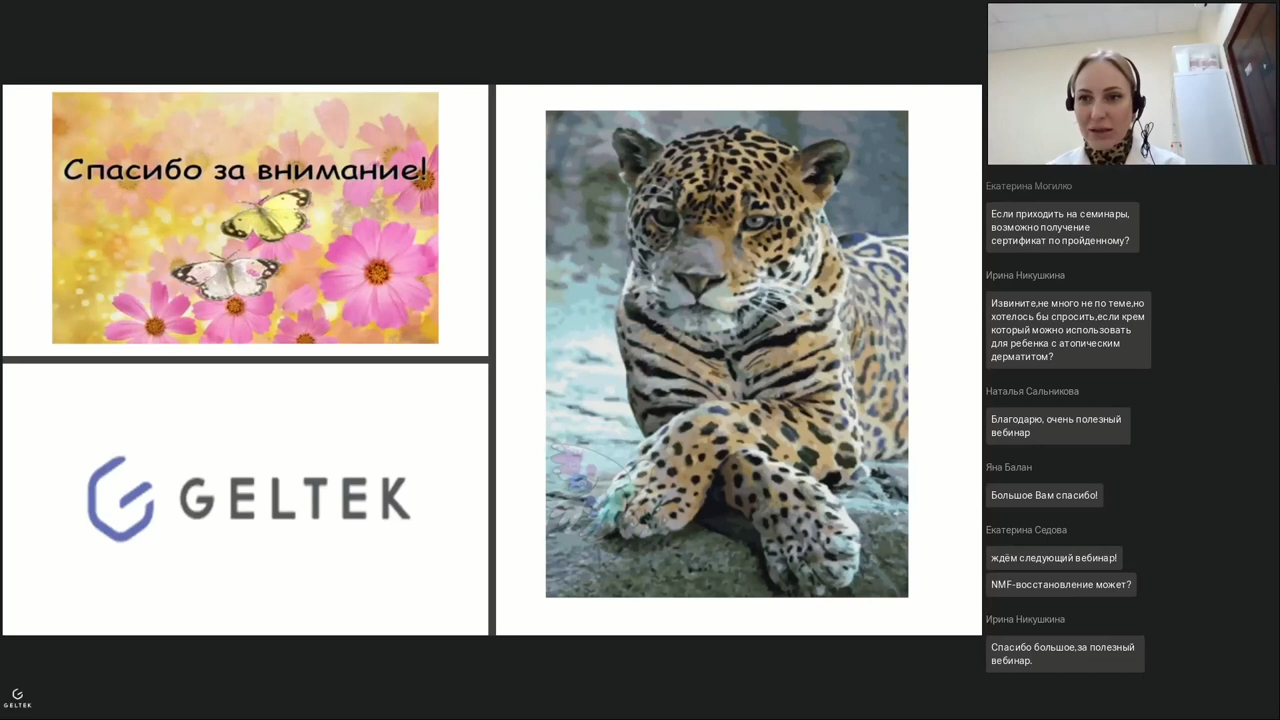 Спасибо за внимание!
GELTEK
Екатерина Могилко
Если приходить на семинары,
возможно получение
сертификат по пройденному?
Ирина Никушкина
Извините,не много не по теме,но
хотелось бы спросить,если крем
который можно использовать
для ребенка с атопическим
дерматитом?
Наталья Сальникова
Благодарю, очень полезный
вебинар
Яна Балан
Большое Вам спасибо!
Екатерина Седова
ждём следующий вебинар!
NMF-восстановление может?
Ирина Никушкина
Спасибо большое,за полезный
вебинар.
GELTEK